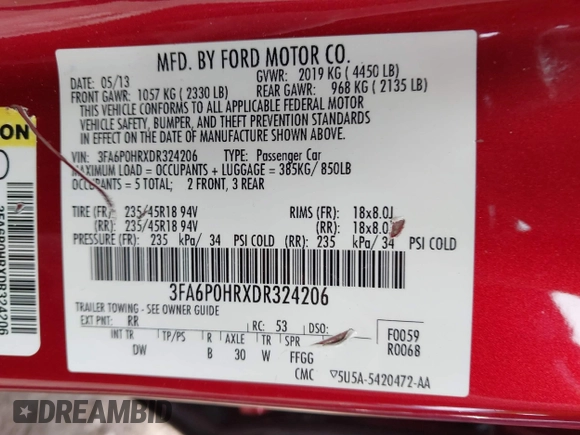 MFD. BY FORD MOTOR CO.
DATE: 05/13 GVWR: 2019 KG ( 4450 LB)
FRONT GAWR: 1057 KG ( 2330 LB) REAR GAWR: 968 KG ( 2135 LB)
THIS VEHICLE CONFORMS TO ALL APPLICABLE FEDERAL MOTOR
VEHICLE SAFETY, BUMPER, AND THEFT PREVENTION STANDARDS
IN EFFECT ON THE DATE OF MANUFACTURE SHOWN ABOVE.
VIN: 3FA6P0HRXDR324206 TYPE: Passenger Car
MAXIMUM LOAD = OCCUPANTS + LUGGAGE = 385KG/ 850LB
OCCUPANTS = 5 TOTAL; 2 FRONT, 3 REAR
TIRE (FR): 235/45R18 94V RIMS (FR): 18x8.0J
(RR): 235/45R18 94V (RR): 18x8.0J
PRESSURE (FR): 235 kPa/ 34 PSI COLD (RR): 235 kPa/ 34 PSI COLD
3FA6P0HRXDR324206
TRAILER TOWING - SEE OWNER GUIDE
EXT PNT: RR RC: 53 DSO: F0059
INT TR TP/PS R AXLE TR SPR R0068
DW B 30 W FFGG
CMC ▽5U5A-5420472-AA
ON
3FA6P0HRXDR324206
DREAMBID